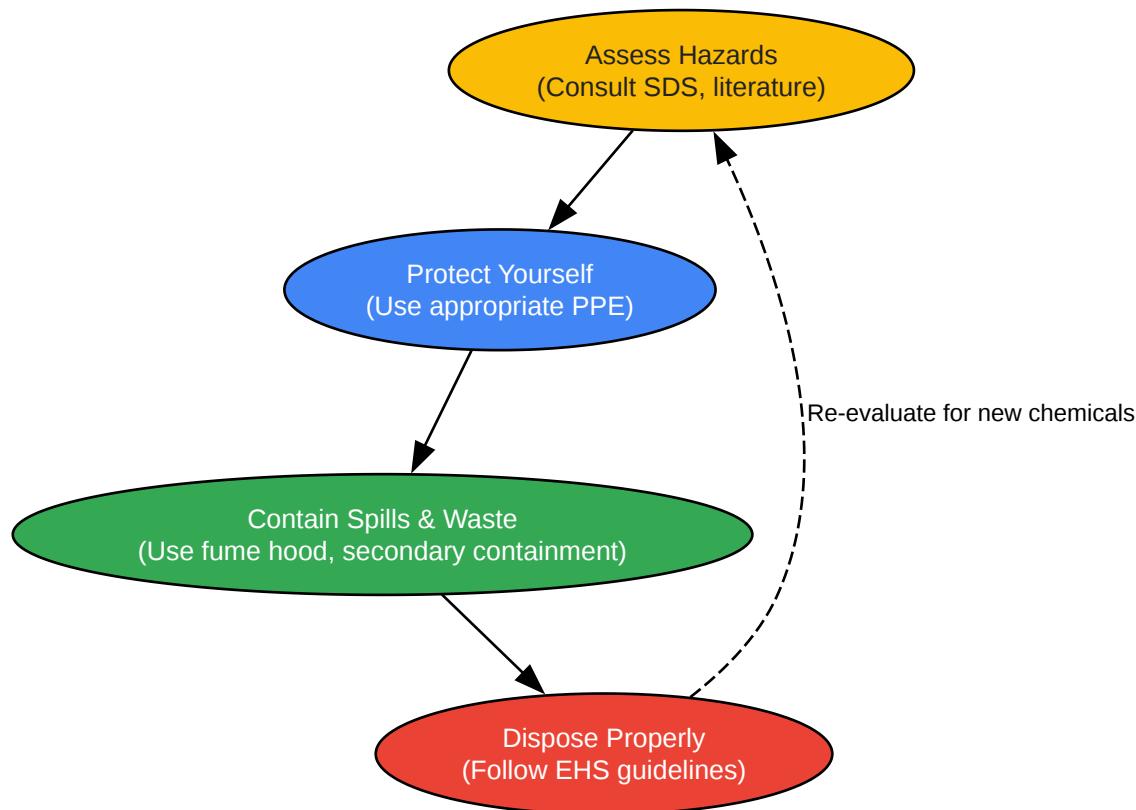 Assess Hazards
(Consult SDS, literature)
Protect Yourself
(Use appropriate PPE)
Re-evaluate for new chemicals
Contain Spills & Waste
(Use fume hood, secondary containment)
Dispose Properly
(Follow EHS guidelines)